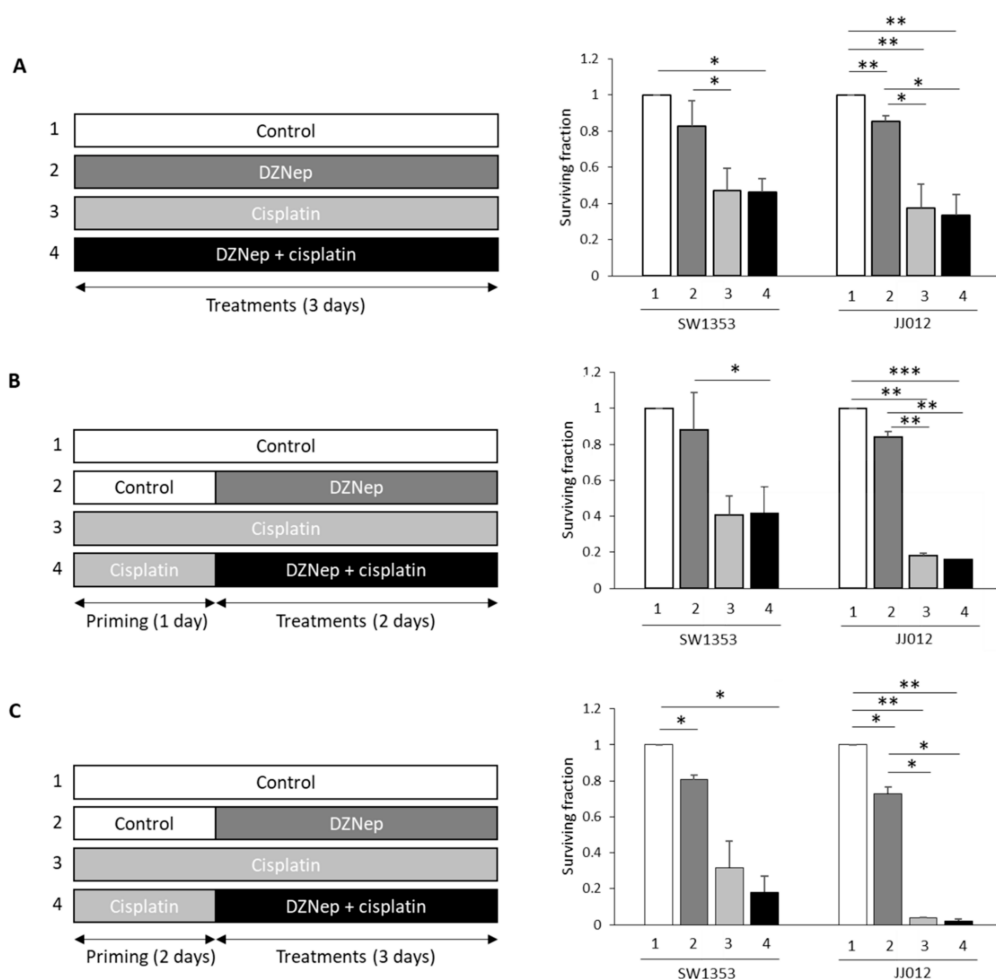 A
1 Control
2 DZNep
3 Cisplatin
4 DZNep + cisplatin
Treatments (3 days)
Surviving fraction
1.2
1
0.8
0.6
0.4
0.2
0
*
*
**
**
**
*
*
1 2 3 4 1 2 3 4
SW1353 JJ012
B
1 Control
2 Control DZNep
3 Cisplatin
4 Cisplatin DZNep + cisplatin
Priming (1 day) Treatments (2 days)
Surviving fraction
1.2
1
0.8
0.6
0.4
0.2
0
*
***
**
**
**
1 2 3 4 1 2 3 4
SW1353 JJ012
C
1 Control
2 Control DZNep
3 Cisplatin
4 Cisplatin DZNep + cisplatin
Priming (2 days) Treatments (3 days)
Surviving fraction
1.2
1
0.8
0.6
0.4
0.2
0
*
*
**
**
*
*
*
1 2 3 4 1 2 3 4
SW1353 JJ012